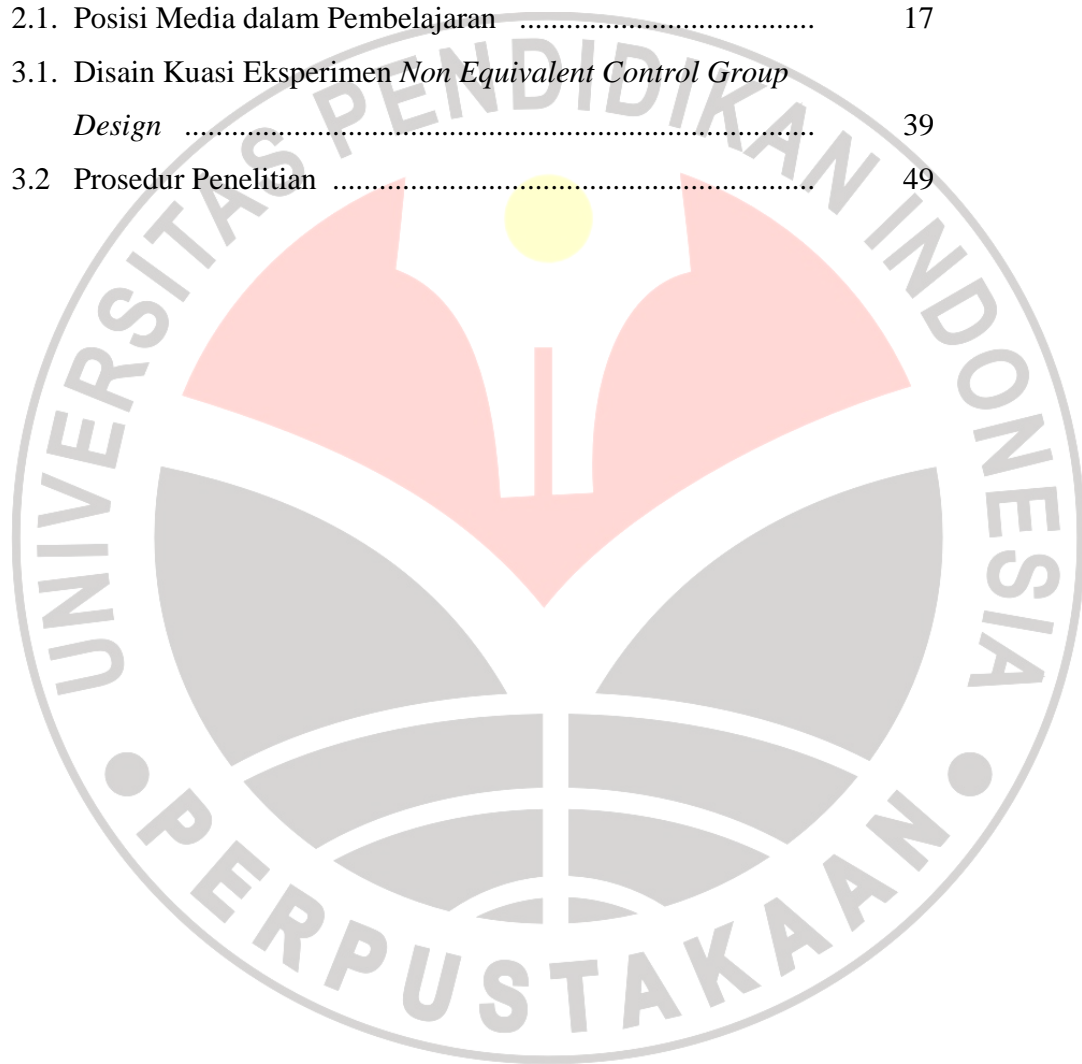 2.1. Posisi Media dalam Pembelajaran ..................................... 17
3.1. Disain Kuasi Eksperimen Non Equivalent Control Group
Design ............................................................................... 39
3.2 Prosedur Penelitian ............................................................ 49
UNIVERSITAS PENDIDIKAN INDONESIA
PERPUSTAKAAN